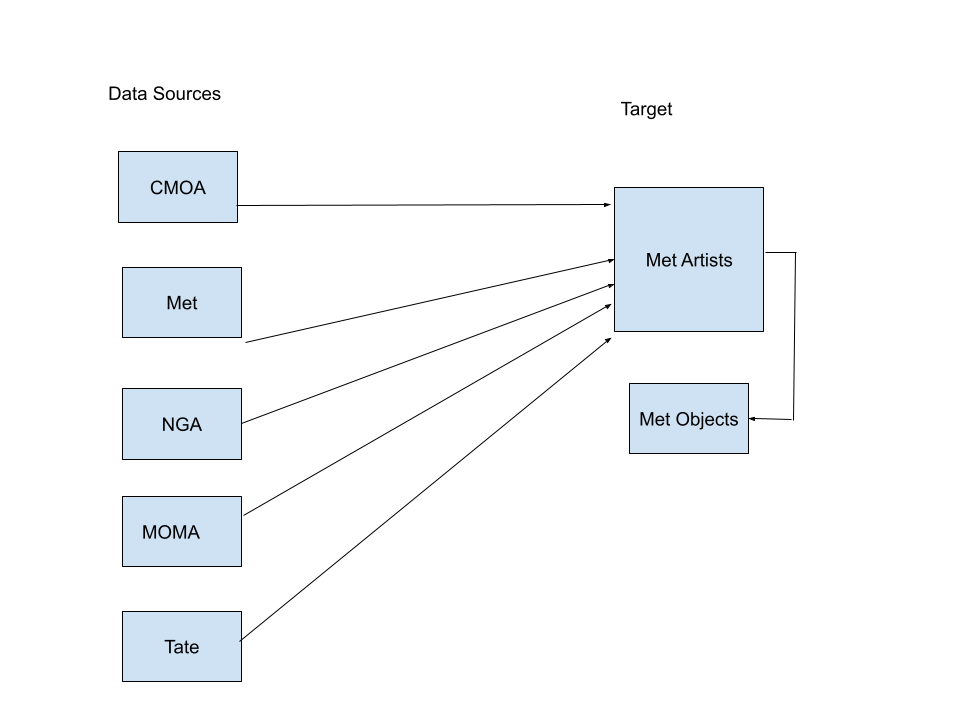 Data Sources
Target
CMOA
Met Artists
Met
NGA
Met Objects
MOMA
Tate